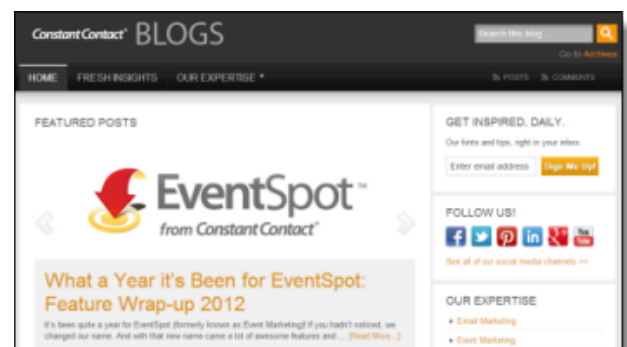 Constant Contact® BLOGS
Search this blog ...
Go to Archives
HOME FRESH INSIGHTS OUR EXPERTISE
POSTS COMMENTS
FEATURED POSTS
EventSpot™
from Constant Contact®
What a Year it's Been for EventSpot:
Feature Wrap-up 2012
It's been quite a year for EventSpot (formerly known as Event Marketing)! If you hadn't noticed, we
changed our name. And with that new name came a lot of awesome features and ... [Read More...]
GET INSPIRED, DAILY.
Our hints and tips, right in your inbox.
Enter email address Sign Me Up!
FOLLOW US!
f P in g+ You Tube
See all of our social media channels >>
OUR EXPERTISE
Email Marketing
Event Marketing